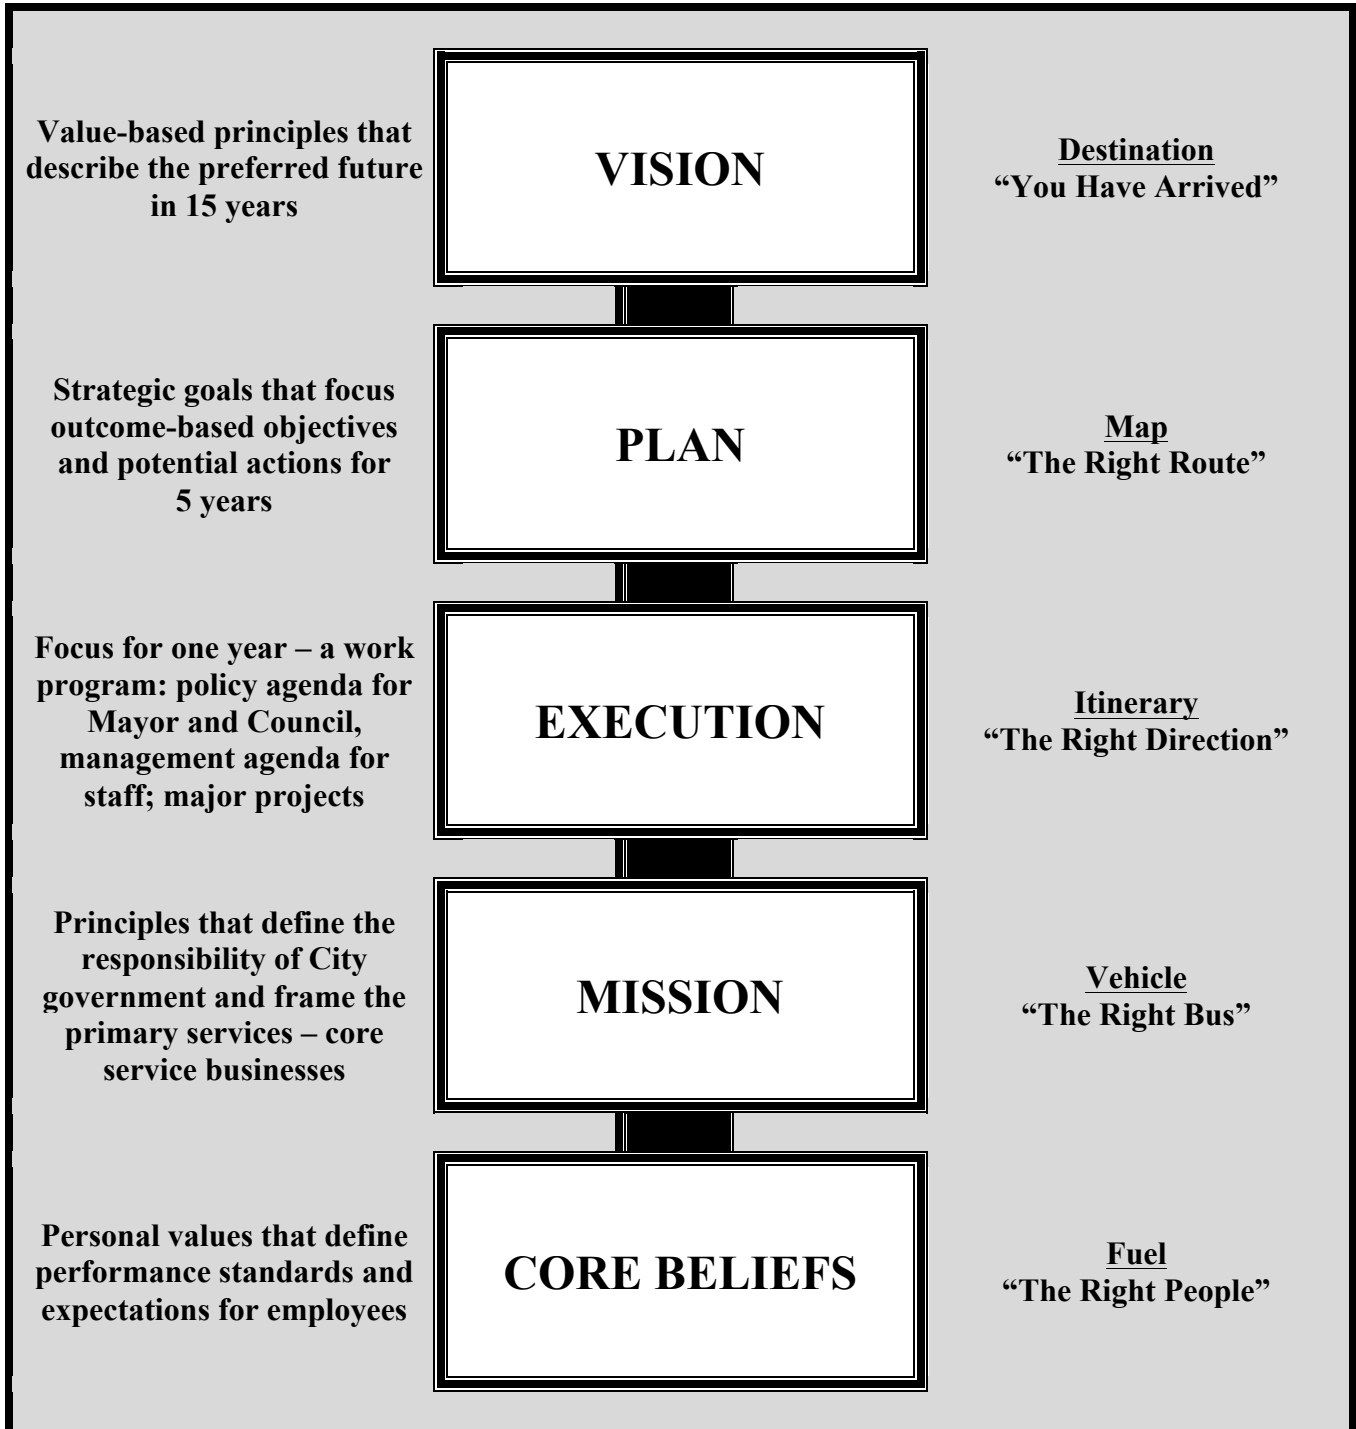 Value-based principles that
describe the preferred future
in 15 years
VISION
Destination
“You Have Arrived”
Strategic goals that focus
outcome-based objectives
and potential actions for
5 years
PLAN
Map
“The Right Route”
Focus for one year – a work
program: policy agenda for
Mayor and Council,
management agenda for
staff; major projects
EXECUTION
Itinerary
“The Right Direction”
Principles that define the
responsibility of City
government and frame the
primary services – core
service businesses
MISSION
Vehicle
“The Right Bus”
Personal values that define
performance standards and
expectations for employees
CORE BELIEFS
Fuel
“The Right People”